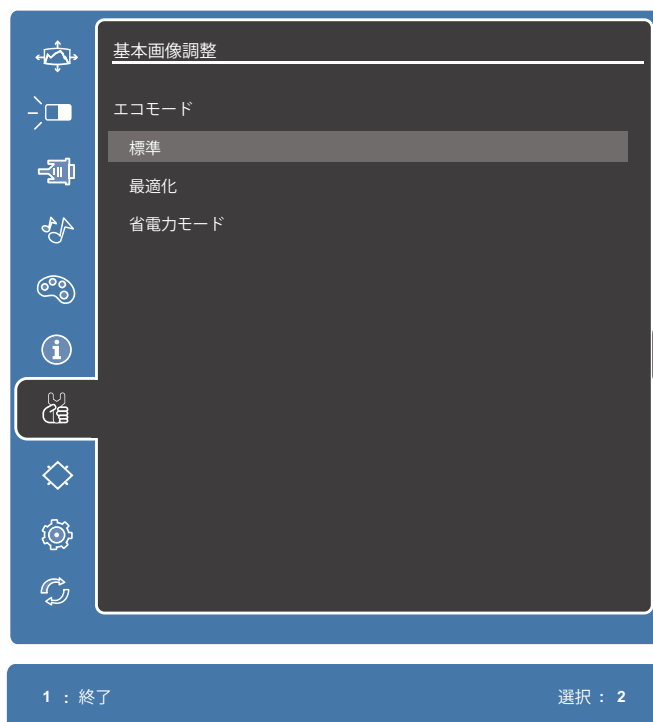 基本画像調整
エコモード
標準
最適化
省電力モード
1 : 終了
選択 : 2